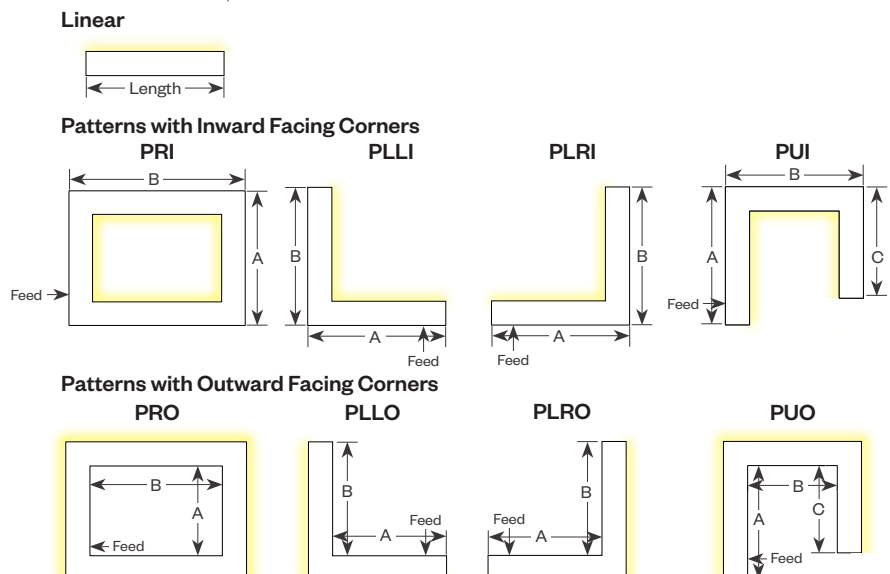 Linear
Length
Patterns with Inward Facing Corners
PRI PLLI PLRI PUI
B B
B A B A C
Feed Feed
A A
Feed Feed
Patterns with Outward Facing Corners
PRO PLLO PLRO PUO
B A B B B A C
Feed A Feed Feed A Feed